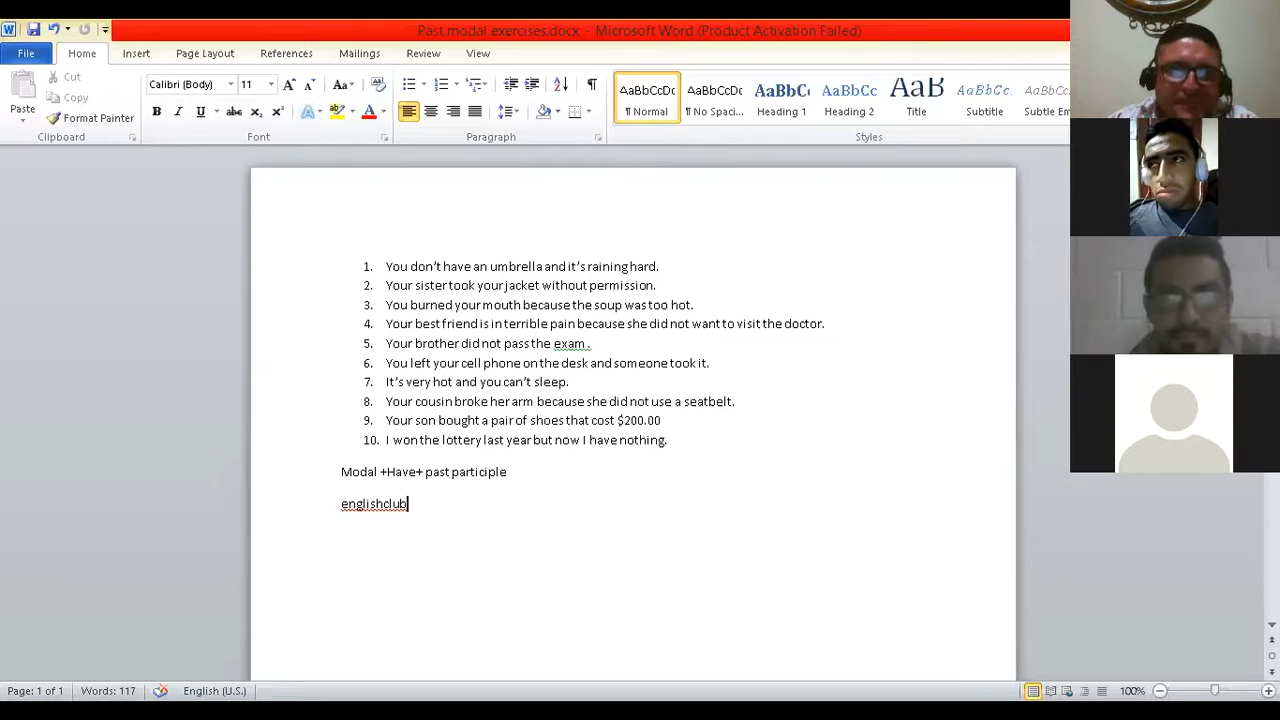 Past modal exercises.docx - Microsoft Word (Product Activation Failed)
File Home Insert Page Layout References Mailings Review View
Cut
Copy
Format Painter
Paste
Clipboard
Calibri (Body) 11
Font
Paragraph
AaBbCcDc AaBbCcDc AaBbCc AaBbCc AaB AaBbCc. AaBbCcDc
¶ Normal ¶ No Spaci... Heading 1 Heading 2 Title Subtitle Subtle Em
Styles
1. You don't have an umbrella and it's raining hard.
2. Your sister took your jacket without permission.
3. You burned your mouth because the soup was too hot.
4. Your best friend is in terrible pain because she did not want to visit the doctor.
5. Your brother did not pass the exam .
6. You left your cell phone on the desk and someone took it.
7. It's very hot and you can't sleep.
8. Your cousin broke her arm because she did not use a seatbelt.
9. Your son bought a pair of shoes that cost $200.00
10. I won the lottery last year but now I have nothing.
Modal +Have+ past participle
englishclub
Page: 1 of 1 Words: 117 English (U.S.) 100%